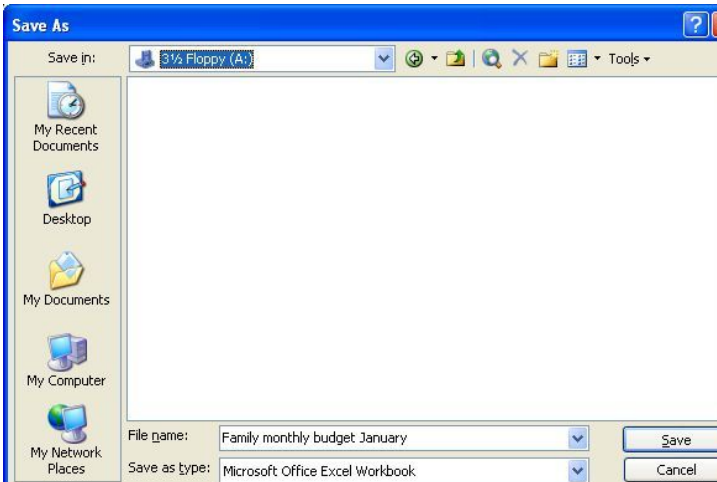 Save As
?
Save in:
3½ Floppy (A:)
Tools
My Recent
Documents
Desktop
My Documents
My Computer
My Network
Places
File name:
Family monthly budget January
Save
Save as type:
Microsoft Office Excel Workbook
Cancel